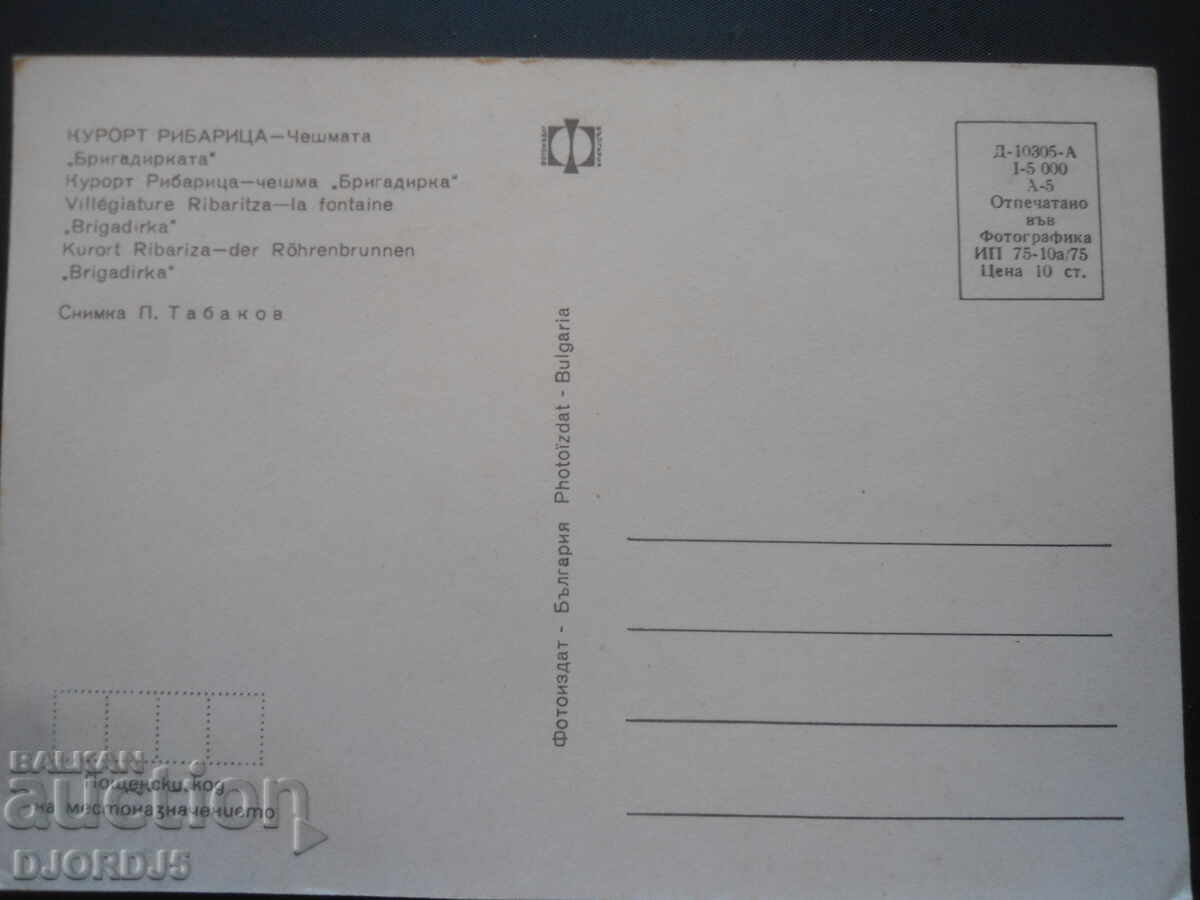 КУРОРТ РИБАРИЦА—Чешмата
„Бригадирката“
Курорт Рибарица—чешма „Бригадирка“
Villégiature Ribaritza—la fontaine
„Brigadirka“
Kurort Ribariza—der Röhrenbrunnen
„Brigadirka“
Снимка П. Табаков
Д-10305-А
I-5 000
А-5
Отпечатано
във
Фотографика
ИП 75-10а/75
Цена 10 ст.
Фотоиздат - България Photoïzdat - Bulgaria
Пощенски код
на местоназначението
BALKAN
auction
DJORDJ5